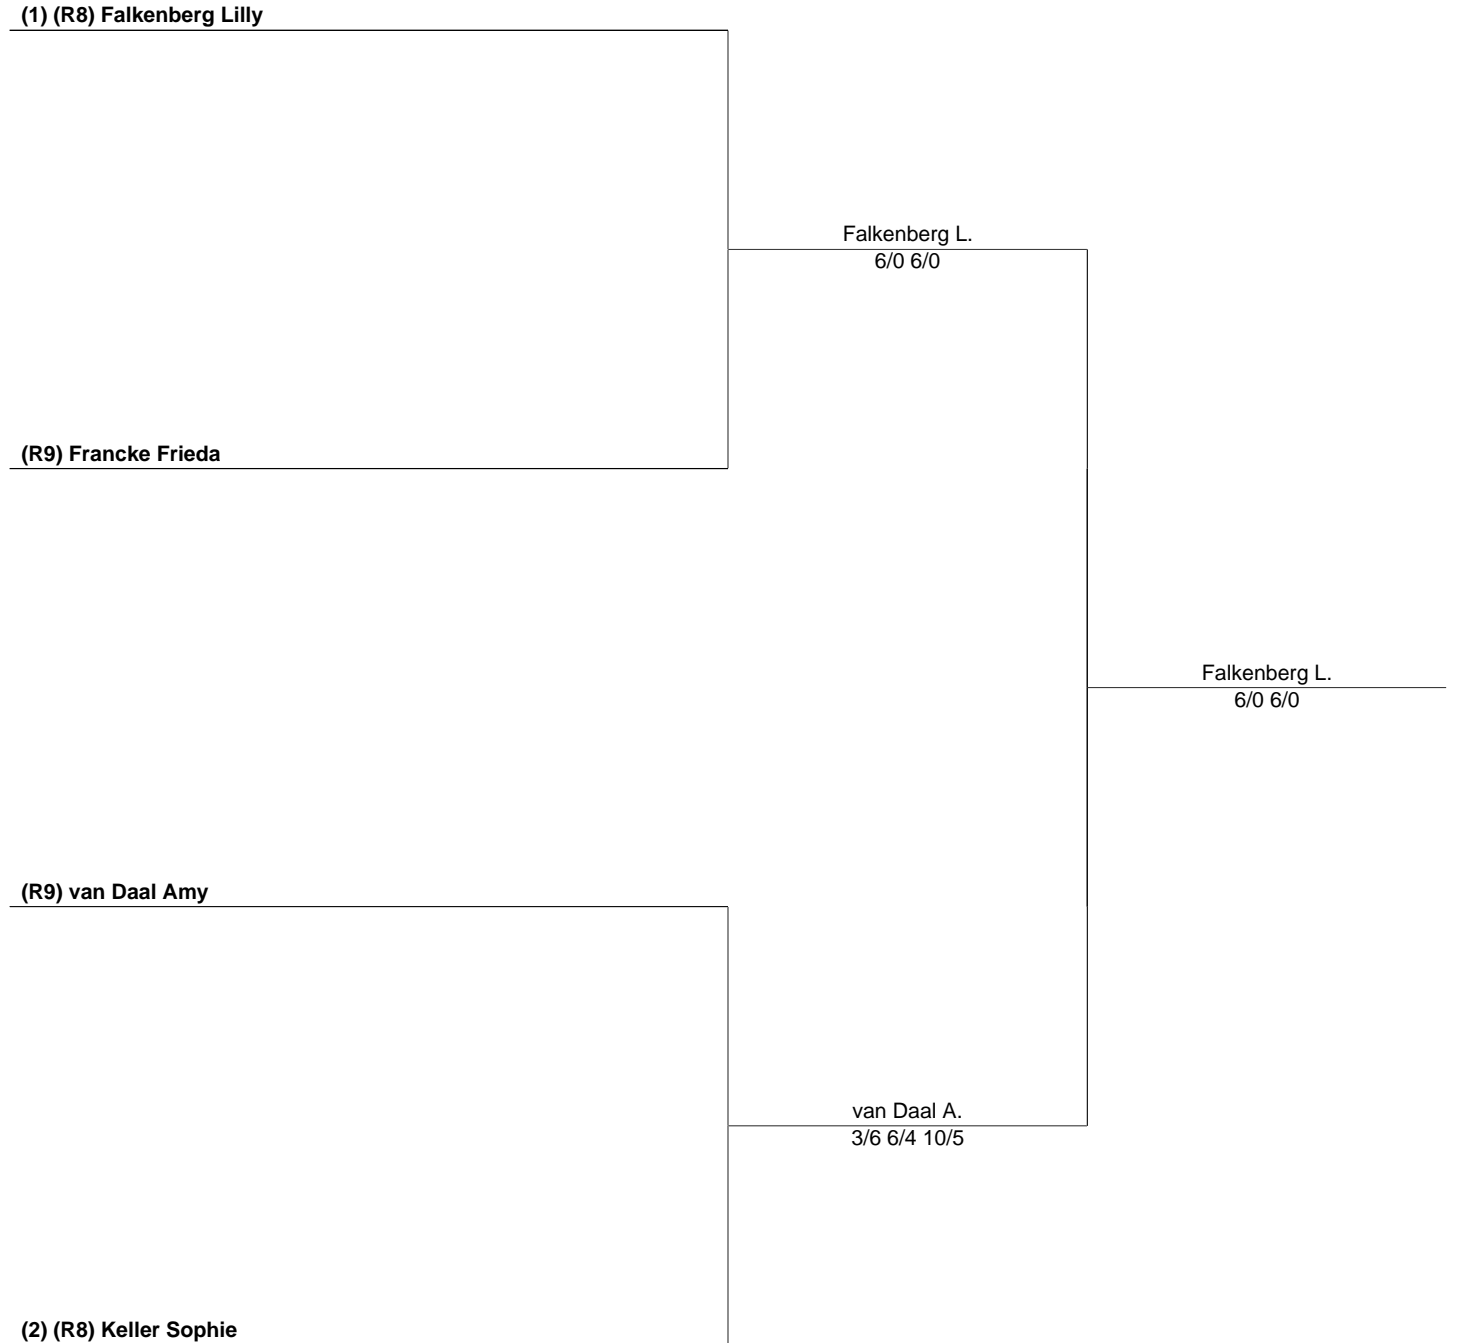 (1) (R8) Falkenberg Lilly
Falkenberg L.
6/0 6/0
(R9) Francke Frieda
Falkenberg L.
6/0 6/0
(R9) van Daal Amy
van Daal A.
3/6 6/4 10/5
(2) (R8) Keller Sophie